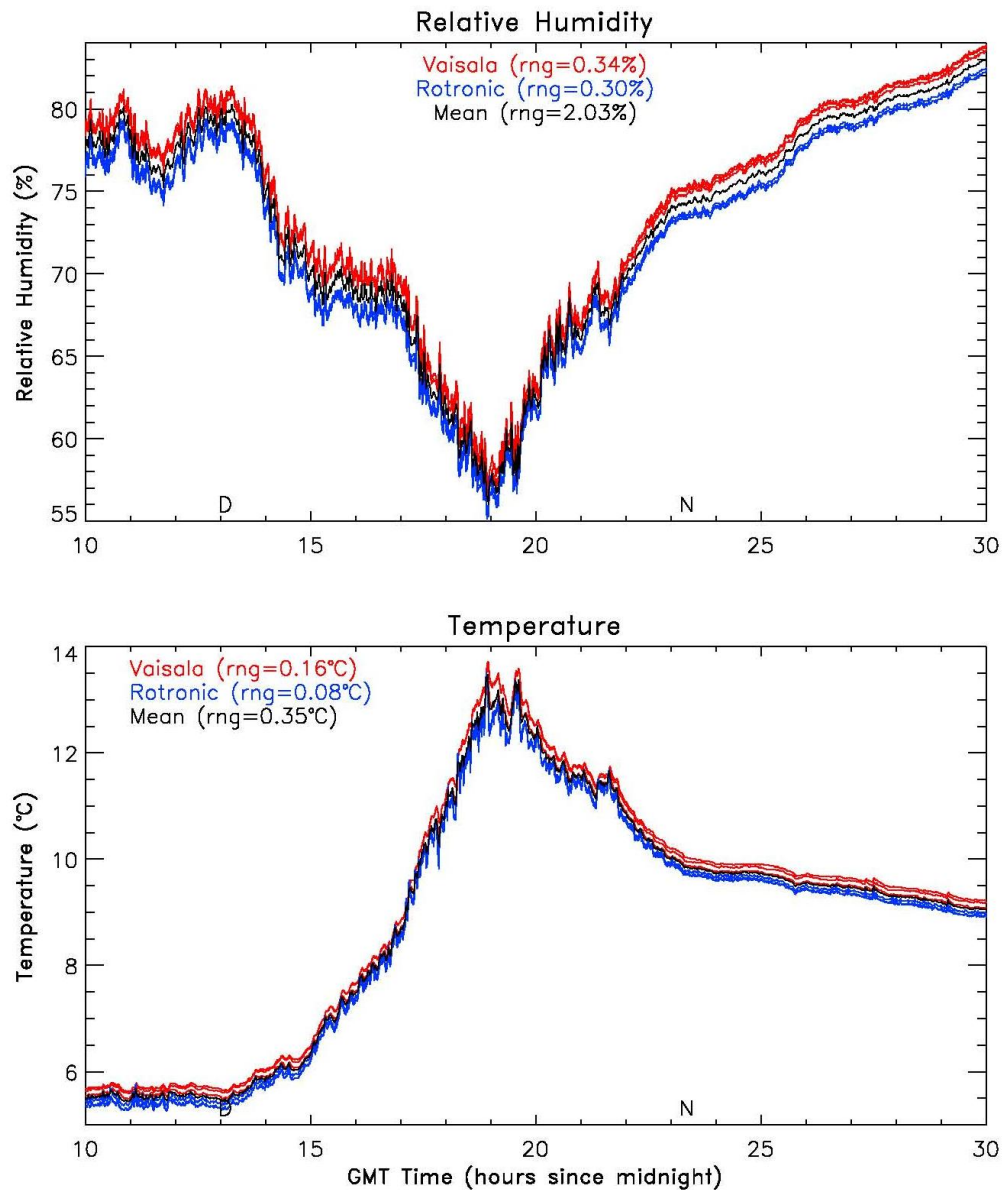 Relative Humidity
Vaisala (rng=0.34%)
Rotronic (rng=0.30%)
Mean (rng=2.03%)
Relative Humidity (%)
80
75
70
65
60
55
D
N
10
15
20
25
30
Temperature
Vaisala (rng=0.16°C)
Rotronic (rng=0.08°C)
Mean (rng=0.35°C)
Temperature (°C)
14
12
10
8
6
D
N
10
15
20
25
30
GMT Time (hours since midnight)